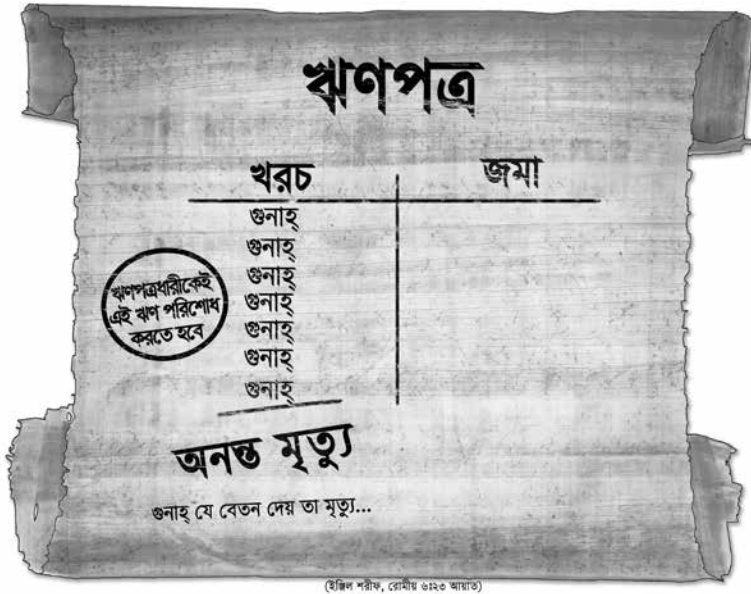 ঋণপত্র
খরচ জমা
গুনাহ্
গুনাহ্
গুনাহ্
গুনাহ্
গুনাহ্
গুনাহ্
গুনাহ্
ঋণপত্রধারীকেই
এই ঋণ পরিশোধ
করতে হবে
অনন্ত মৃত্যু
গুনাহ্ যে বেতন দেয় তা মৃত্যু...
(ইঞ্জিল শরীফ, রোমীয় ৬:২৩ আয়াত)